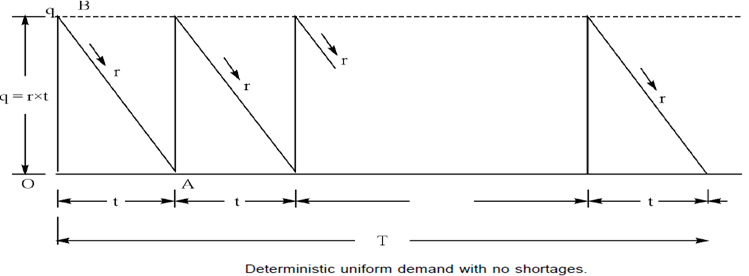 q B
r
r
r
r
q = r×t
O
A
t
t
t
T
Deterministic uniform demand with no shortages.